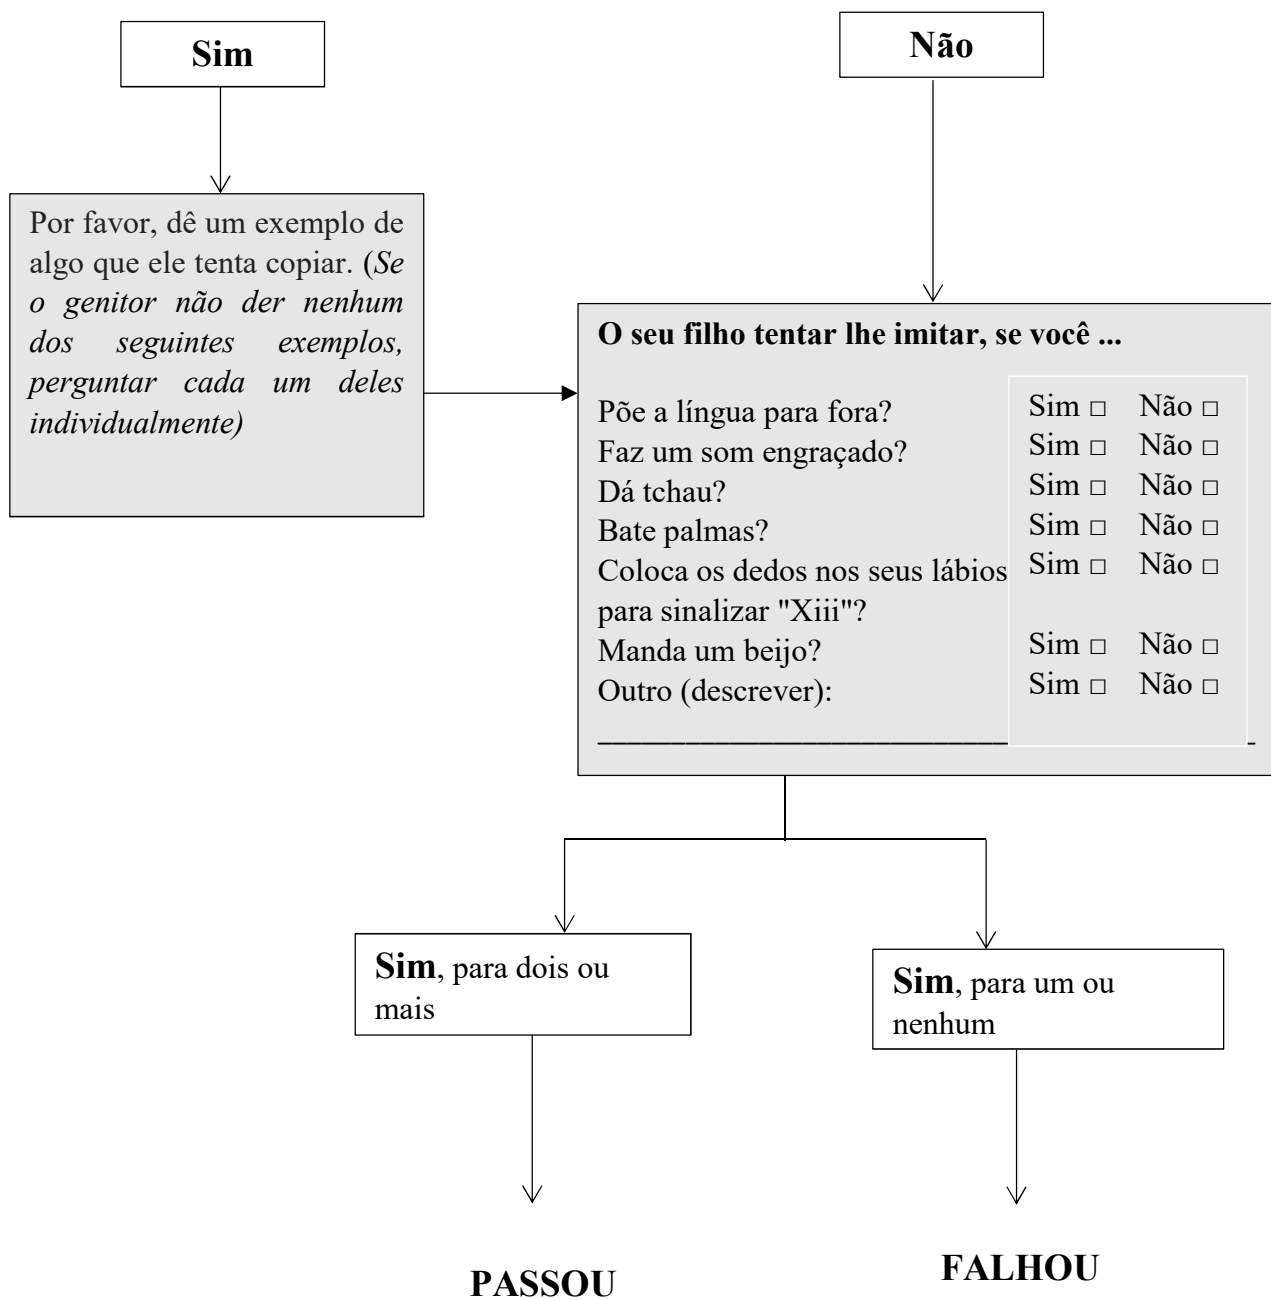 Sim
Não
Por favor, dê um exemplo de
algo que ele tenta copiar. (Se
o genitor não der nenhum
dos seguintes exemplos,
perguntar cada um deles
individualmente)
O seu filho tentar lhe imitar, se você ...
Põe a língua para fora? Sim □ Não □
Faz um som engraçado? Sim □ Não □
Dá tchau? Sim □ Não □
Bate palmas? Sim □ Não □
Coloca os dedos nos seus lábios Sim □ Não □
para sinalizar "Xiii"?
Manda um beijo? Sim □ Não □
Outro (descrever): Sim □ Não □
Sim, para dois ou
mais
Sim, para um ou
nenhum
PASSOU
FALHOU